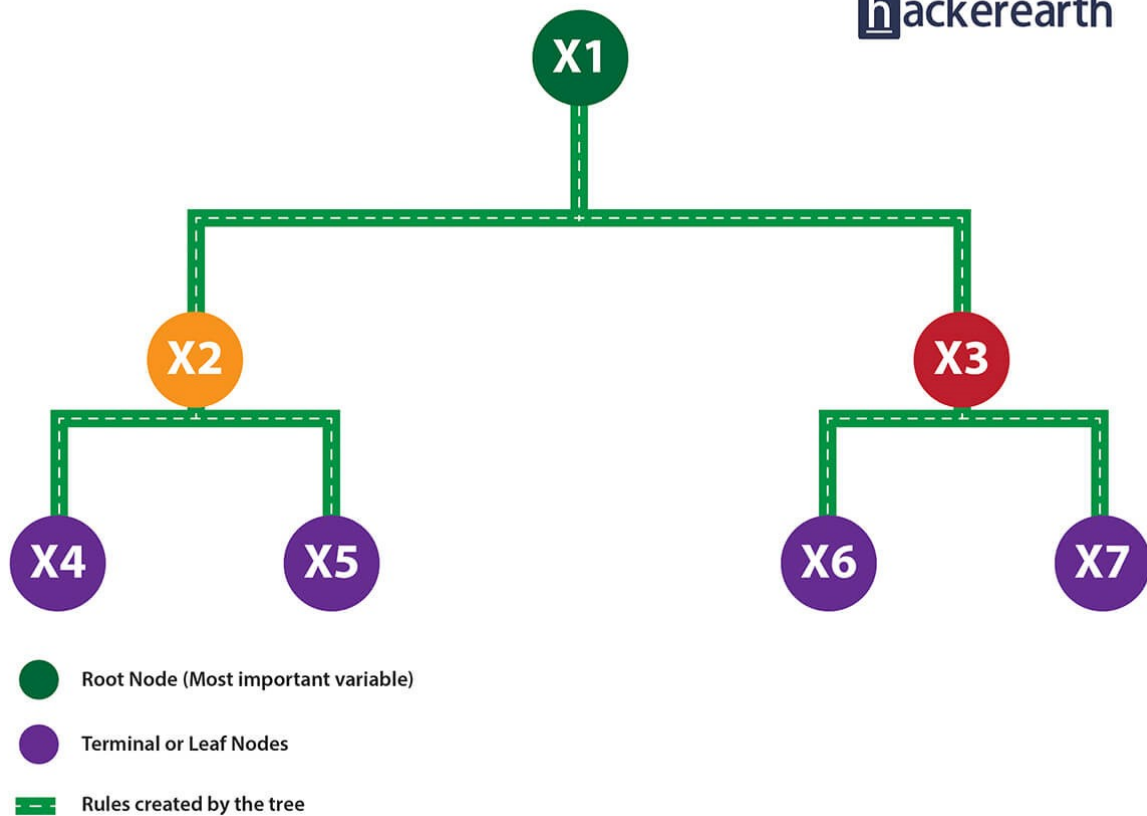 hackerearth
X1
X2
X3
X4
X5
X6
X7
Root Node (Most important variable)
Terminal or Leaf Nodes
Rules created by the tree